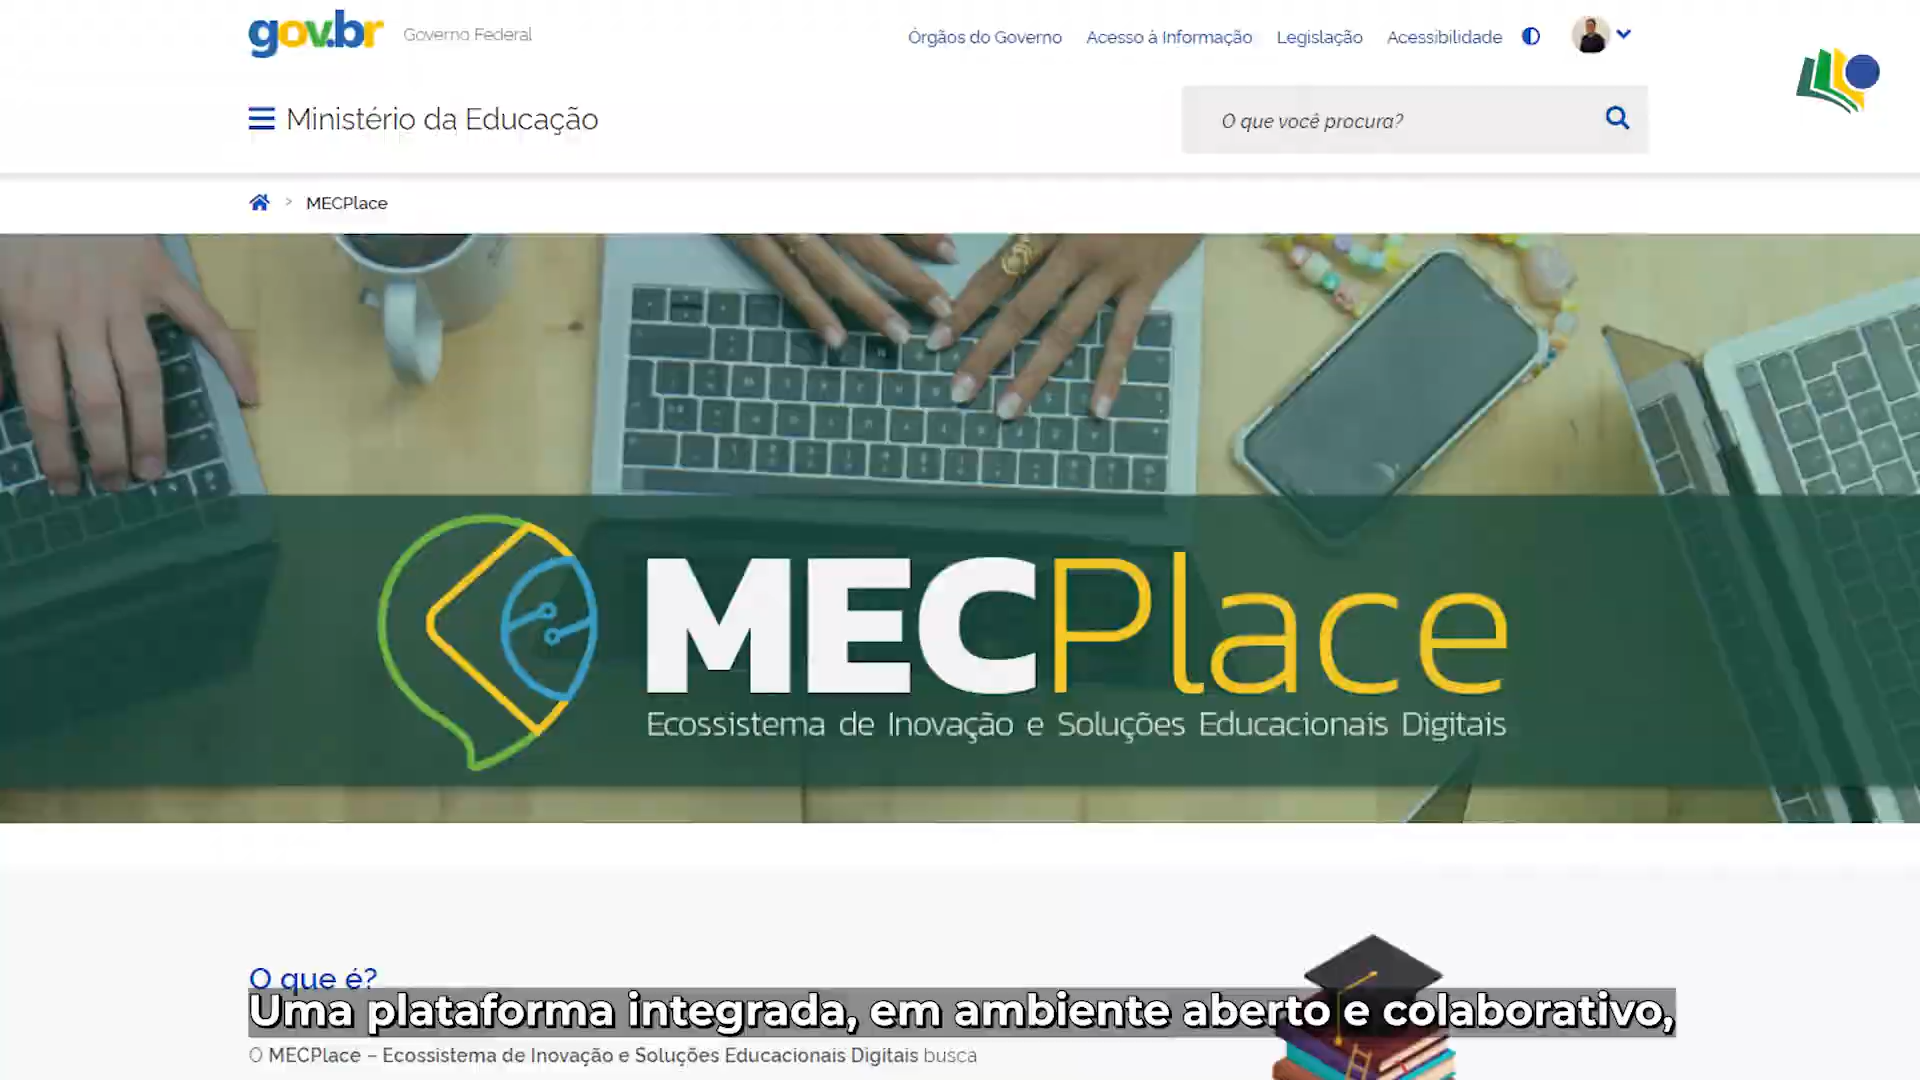 gov.br Governo Federal
Órgãos do Governo Acesso à Informação Legislação Acessibilidade
Ministério da Educação
O que você procura?
> MECPlace
MECPlace
Ecossistema de Inovação e Soluções Educacionais Digitais
O que é?
Uma plataforma integrada, em ambiente aberto e colaborativo,
O MECPlace – Ecossistema de Inovação e Soluções Educacionais Digitais busca